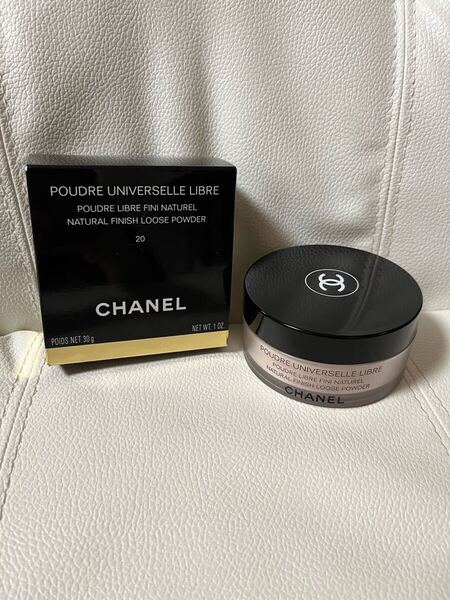 POUDRE UNIVERSELLE LIBRE
POUDRE LIBRE FINI NATUREL
NATURAL FINISH LOOSE POWDER
20
CHANEL
POIDS NET 30 g
NET WT. 1 OZ.
POUDRE UNIVERSELLE LIBRE
POUDRE LIBRE FINI NATUREL
NATURAL FINISH LOOSE POWDER
CHANEL